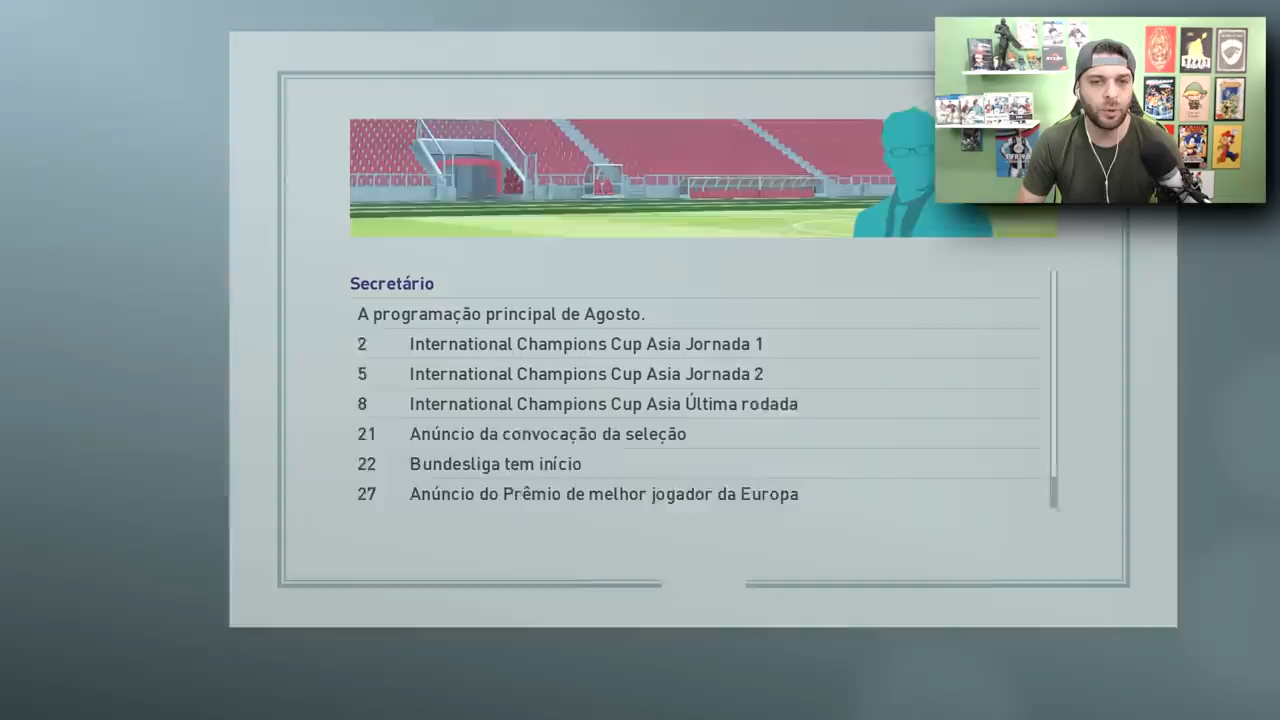 Secretário
A programação principal de Agosto.
2 International Champions Cup Asia Jornada 1
5 International Champions Cup Asia Jornada 2
8 International Champions Cup Asia Última rodada
21 Anúncio da convocação da seleção
22 Bundesliga tem início
27 Anúncio do Prêmio de melhor jogador da Europa